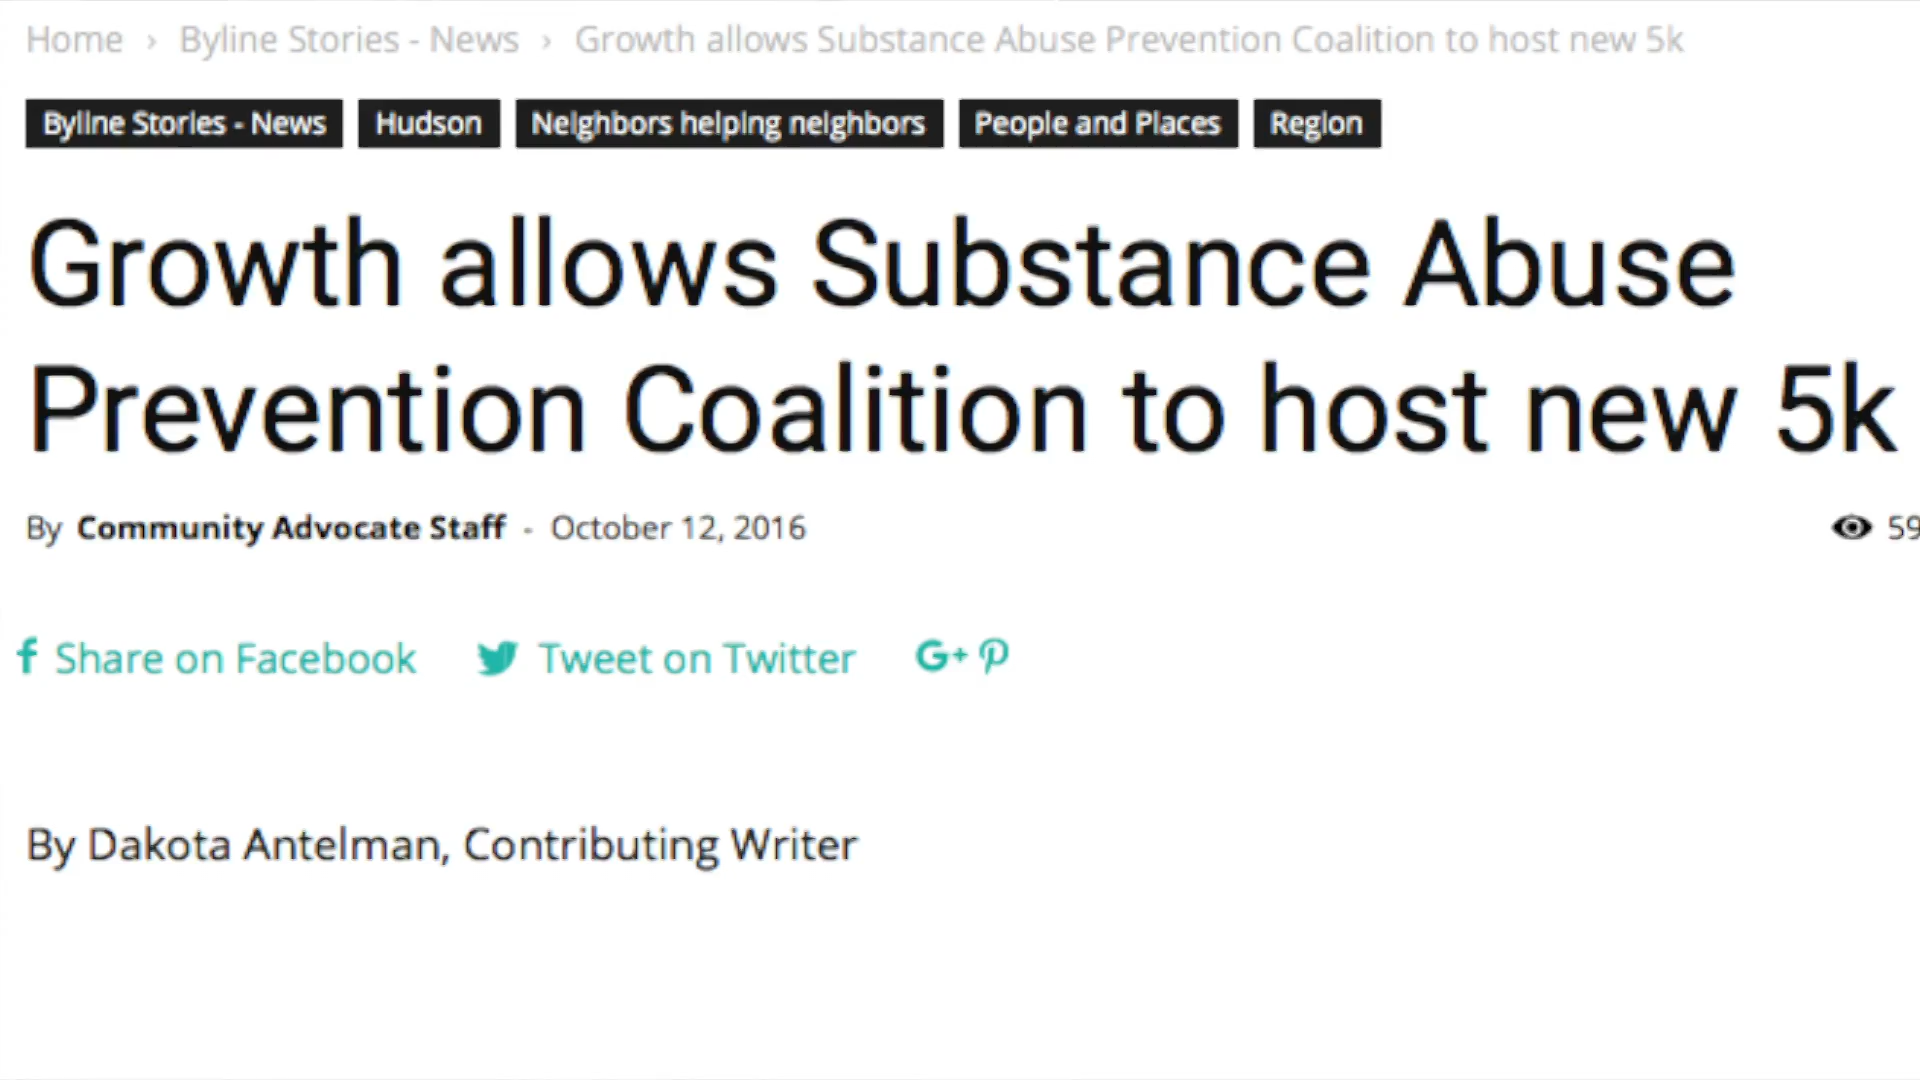 Home › Byline Stories - News › Growth allows Substance Abuse Prevention Coalition to host new 5k
Byline Stories - News Hudson Neighbors helping neighbors People and Places Region
Growth allows Substance Abuse
Prevention Coalition to host new 5k
By Community Advocate Staff - October 12, 2016 59
f Share on Facebook Tweet on Twitter G+
By Dakota Antelman, Contributing Writer